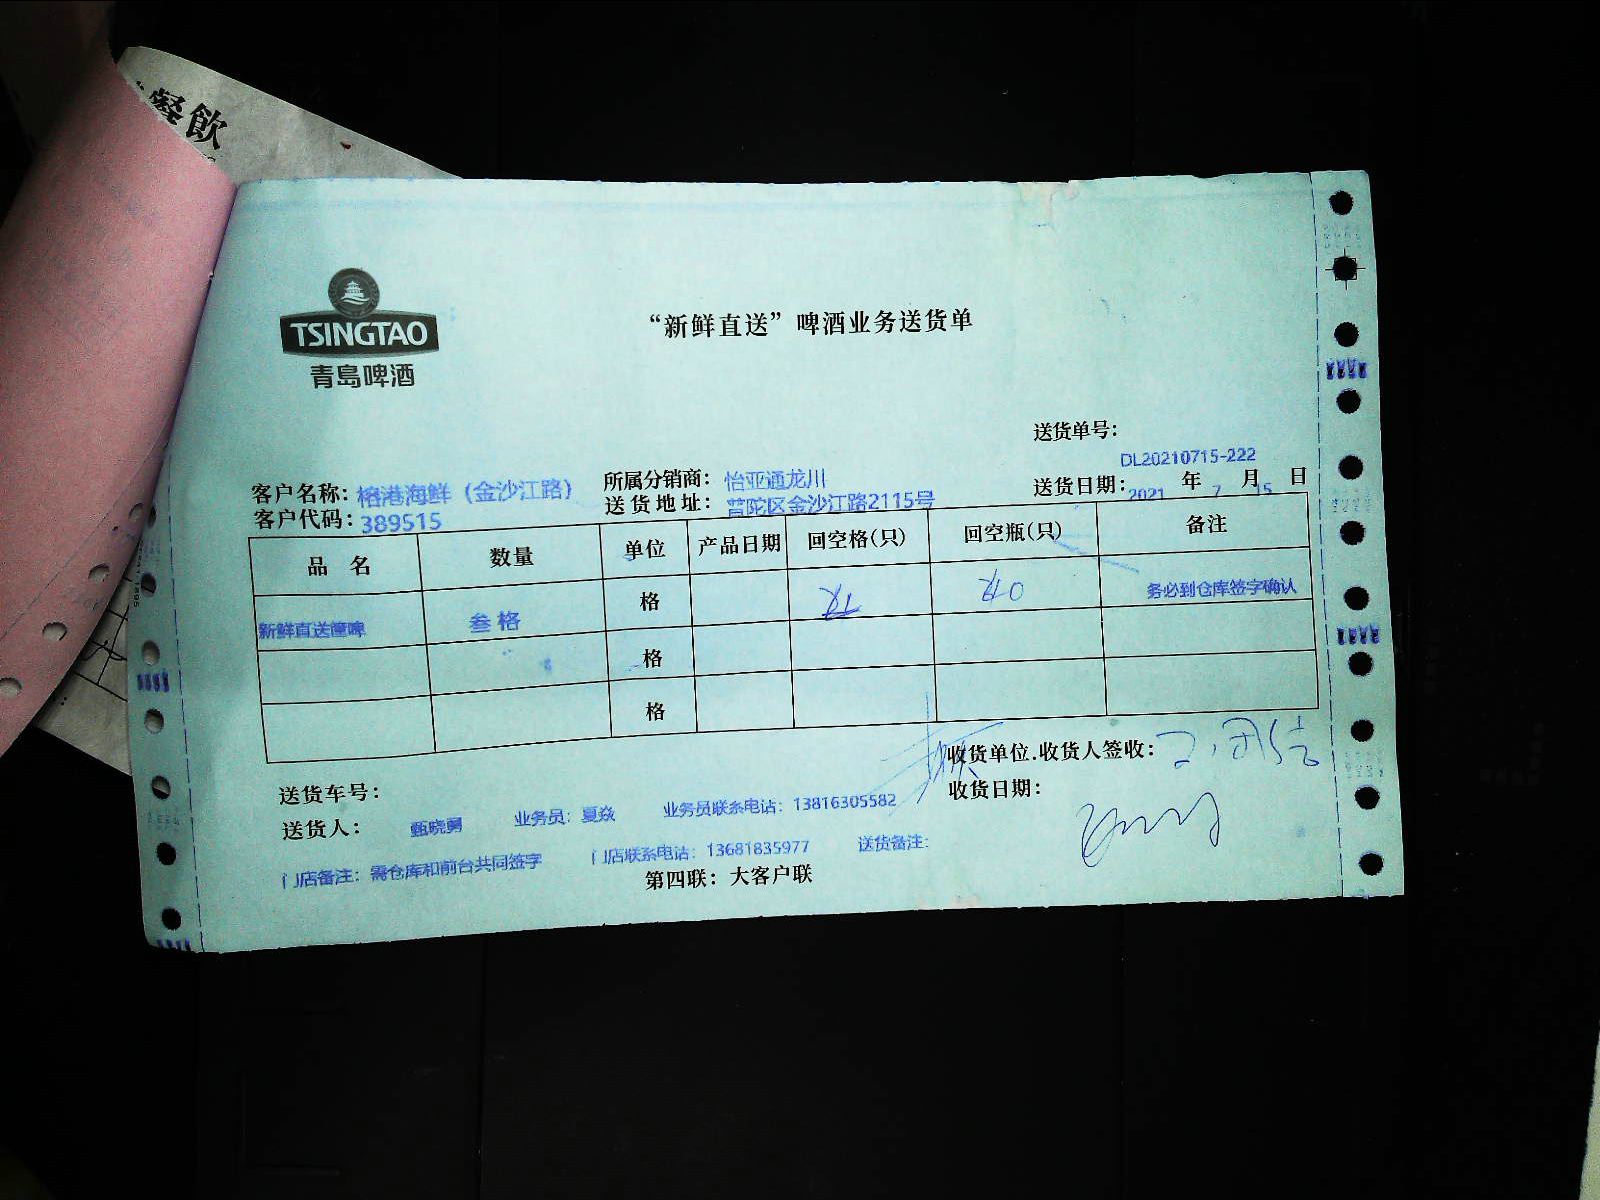 餐飲
TSINGTAO
青島啤酒
“新鲜直送”啤酒业务送货单
送货单号:
DL20210715-222
客户名称: 榕港海鲜（金沙江路） 所属分销商: 怡亚通龙川 送货日期: 2021 年 7 月 15 日
客户代码: 389515 送货地址: 普陀区金沙江路2115号
品 名 数量 单位 产品日期 回空格(只) 回空瓶(只) 备注
新鲜直送筐啤 叁格 格 务必到仓库签字确认
格
格
收货单位.收货人签收:
送货车号: 收货日期:
送货人: 甄晓勇 业务员: 夏焱 业务员联系电话: 13816305582
门店备注: 需仓库和前台共同签字 门店联系电话: 13681835977 送货备注:
第四联: 大客户联